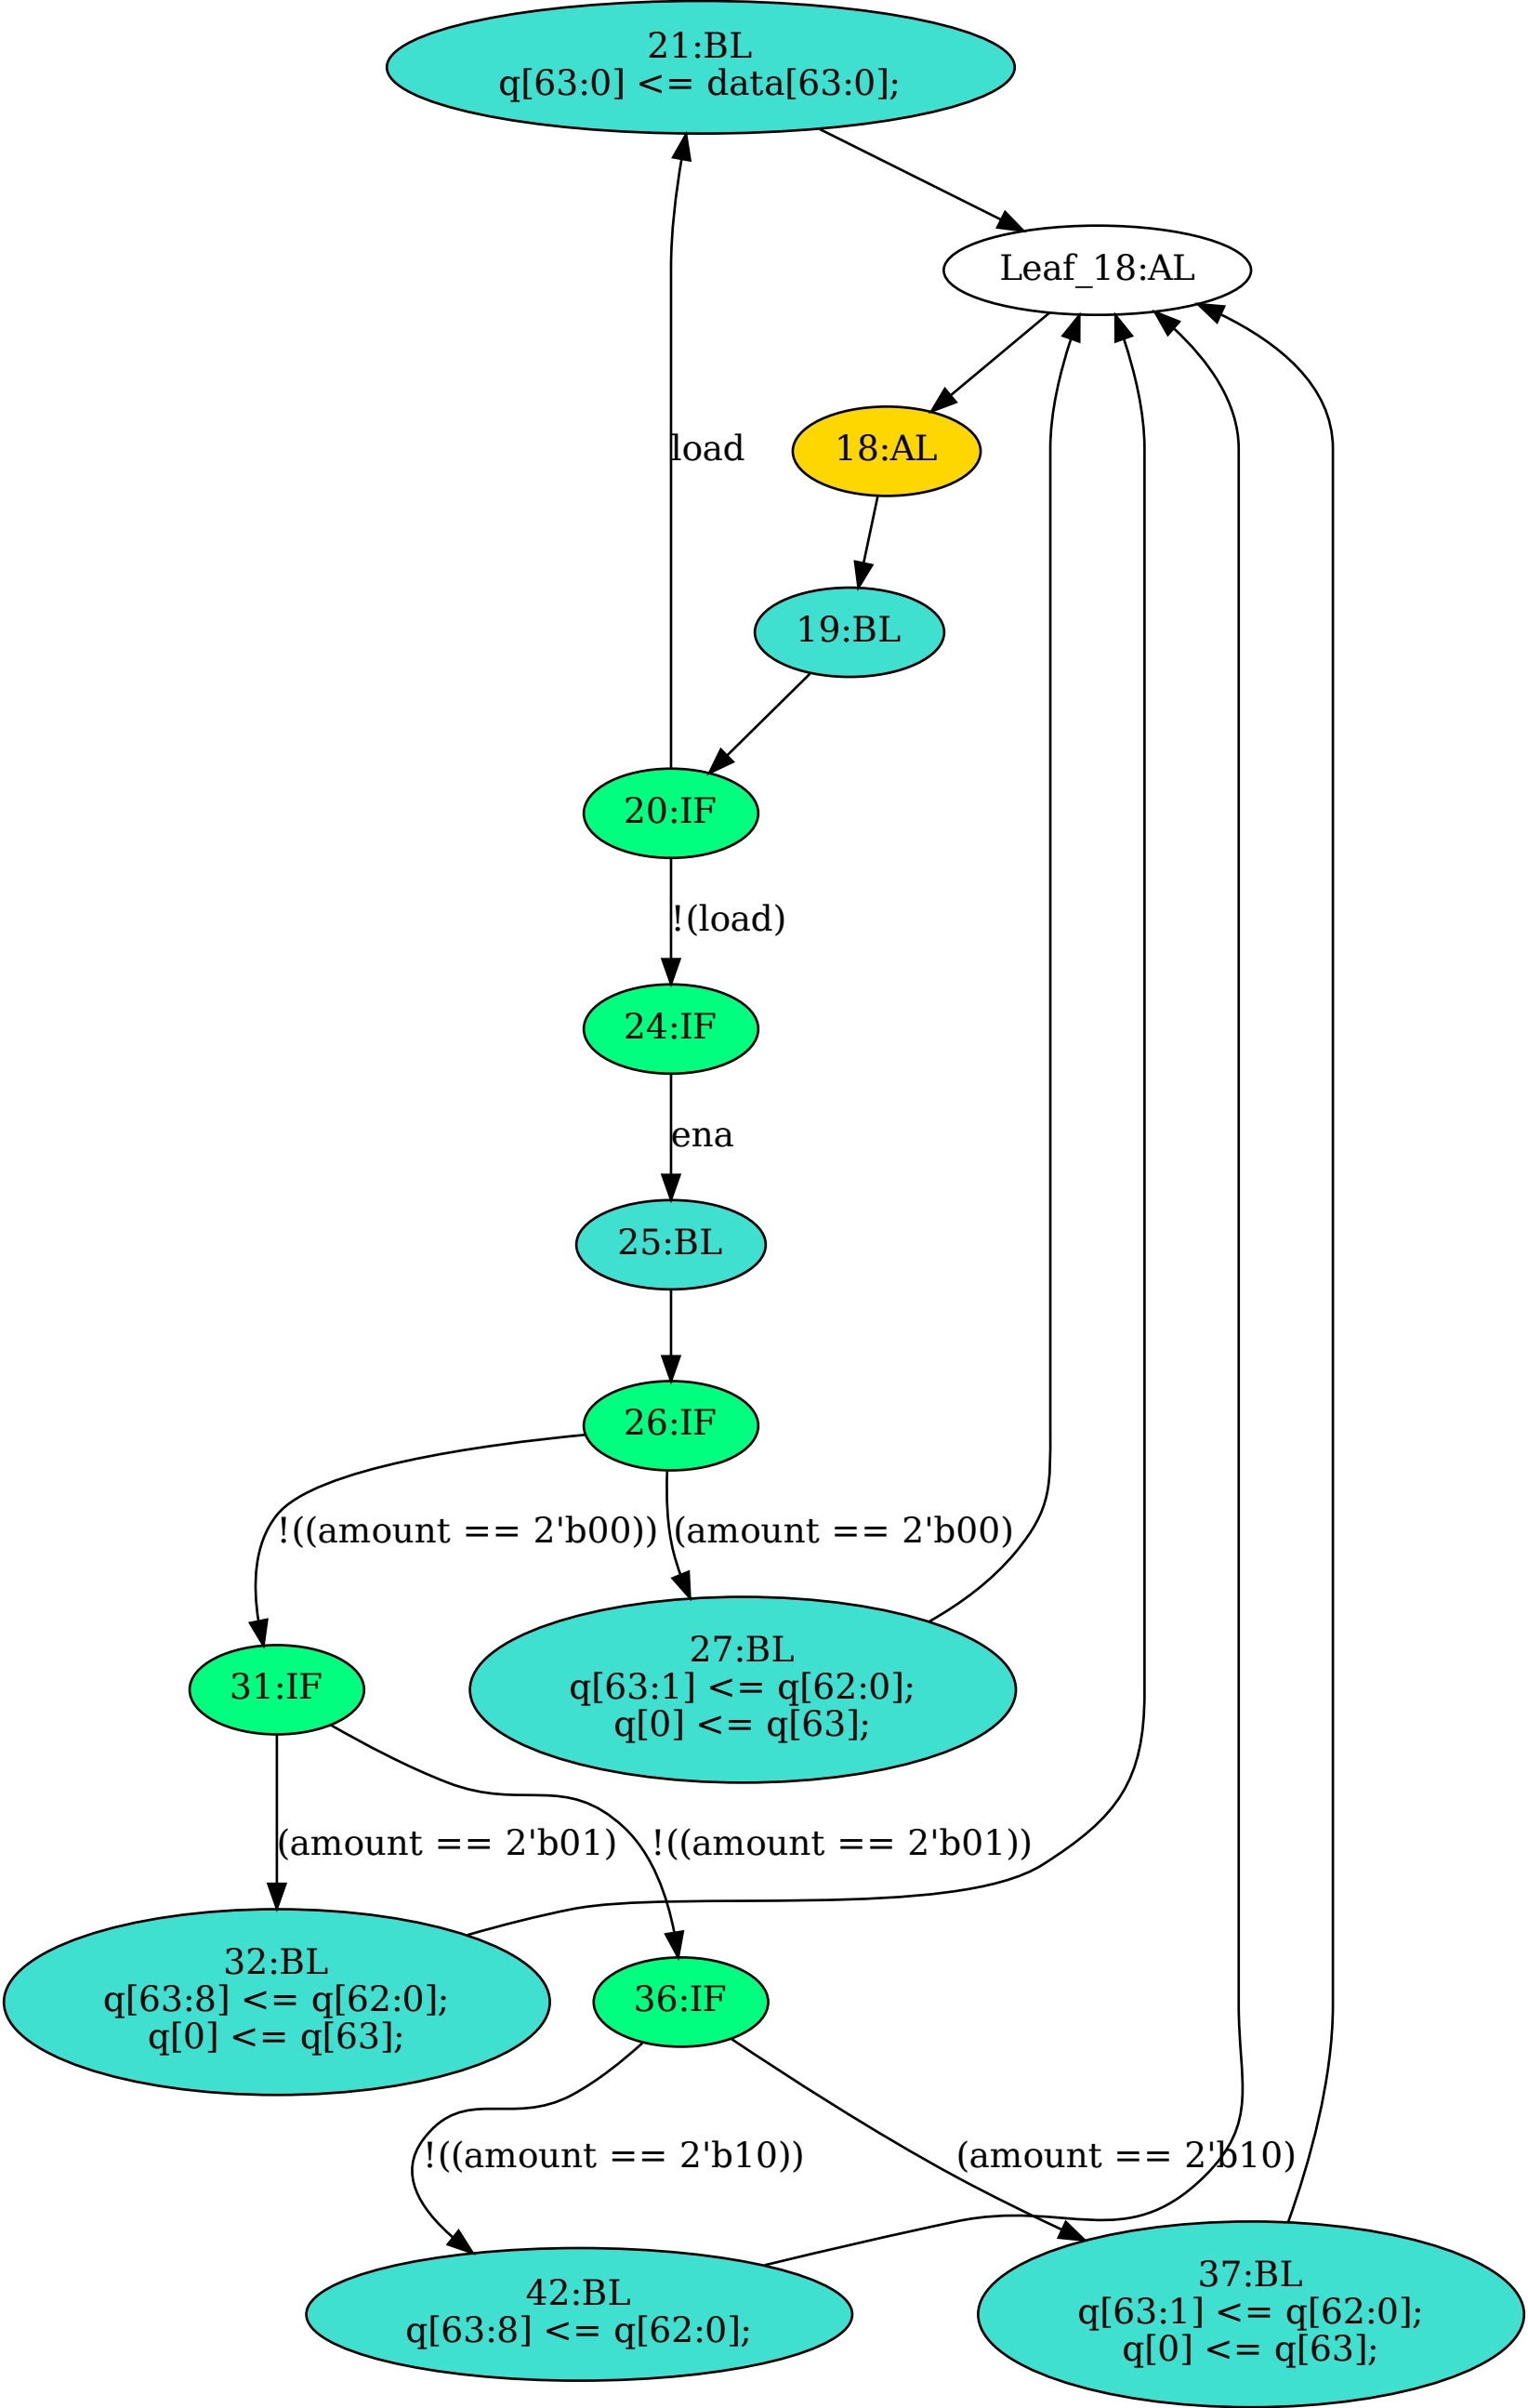 21:BL
q[63:0] <= data[63:0];
Leaf_18:AL
load
18:AL
19:BL
20:IF
!(load)
24:IF
ena
25:BL
26:IF
!((amount == 2'b00))
(amount == 2'b00)
31:IF
27:BL
q[63:1] <= q[62:0];
q[0] <= q[63];
(amount == 2'b01)
!((amount == 2'b01))
32:BL
q[63:8] <= q[62:0];
q[0] <= q[63];
36:IF
!((amount == 2'b10))
(amount == 2'b10)
42:BL
q[63:8] <= q[62:0];
37:BL
q[63:1] <= q[62:0];
q[0] <= q[63];